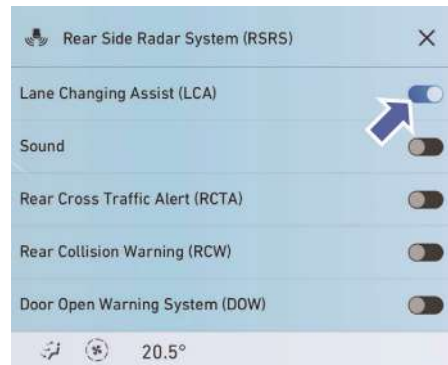 Rear Side Radar System (RSRS)
Lane Changing Assist (LCA)
Sound
Rear Cross Traffic Alert (RCTA)
Rear Collision Warning (RCW)
Door Open Warning System (DOW)
20.5°